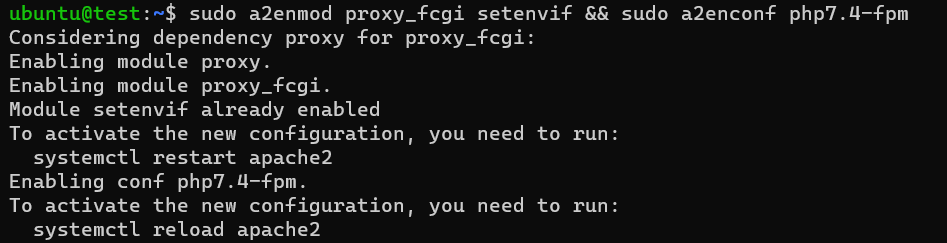 ubuntu@test:~$ sudo a2enmod proxy_fcgi setenvif && sudo a2enconf php7.4-fpm
Considering dependency proxy for proxy_fcgi:
Enabling module proxy.
Enabling module proxy_fcgi.
Module setenvif already enabled
To activate the new configuration, you need to run:
  systemctl restart apache2
Enabling conf php7.4-fpm.
To activate the new configuration, you need to run:
  systemctl reload apache2